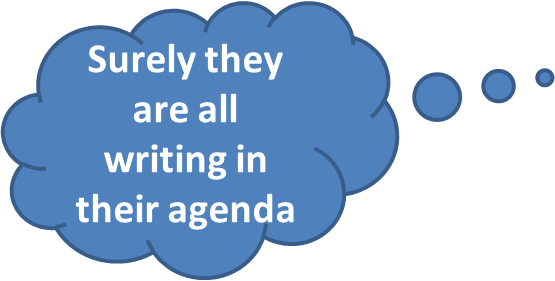 Surely they
are all
writing in
their agenda